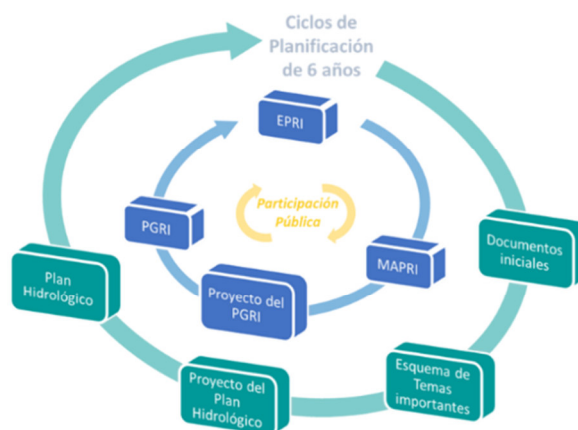 Ciclos de
Planificación
de 6 años
EPRI
Participación
Pública
PGRI
MAPRI
Proyecto del
PGRI
Documentos
iniciales
Plan
Hidrológico
Esquema de
Temas
importantes
Proyecto del
Plan
Hidrológico